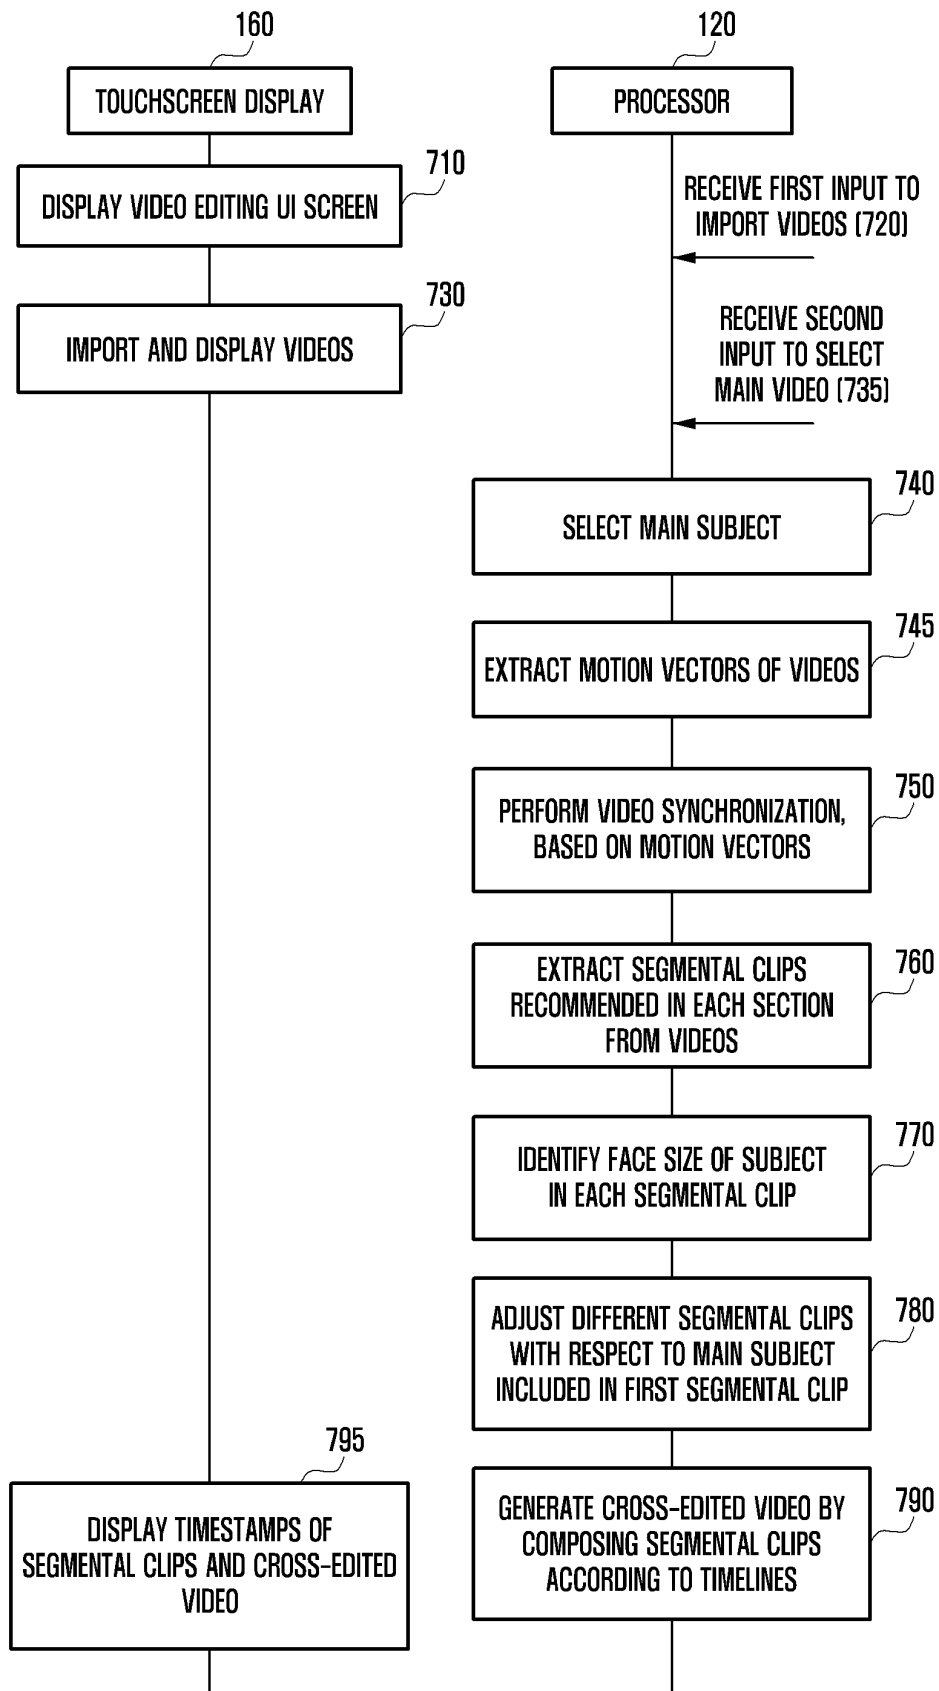 160
120
TOUCHSCREEN DISPLAY
PROCESSOR
710
DISPLAY VIDEO EDITING UI SCREEN
RECEIVE FIRST INPUT TO
IMPORT VIDEOS (720)
730
IMPORT AND DISPLAY VIDEOS
RECEIVE SECOND
INPUT TO SELECT
MAIN VIDEO (735)
740
SELECT MAIN SUBJECT
745
EXTRACT MOTION VECTORS OF VIDEOS
750
PERFORM VIDEO SYNCHRONIZATION,
BASED ON MOTION VECTORS
760
EXTRACT SEGMENTAL CLIPS
RECOMMENDED IN EACH SECTION
FROM VIDEOS
770
IDENTIFY FACE SIZE OF SUBJECT
IN EACH SEGMENTAL CLIP
780
ADJUST DIFFERENT SEGMENTAL CLIPS
WITH RESPECT TO MAIN SUBJECT
INCLUDED IN FIRST SEGMENTAL CLIP
790
GENERATE CROSS-EDITED VIDEO BY
COMPOSING SEGMENTAL CLIPS
ACCORDING TO TIMELINES
795
DISPLAY TIMESTAMPS OF
SEGMENTAL CLIPS AND CROSS-EDITED
VIDEO